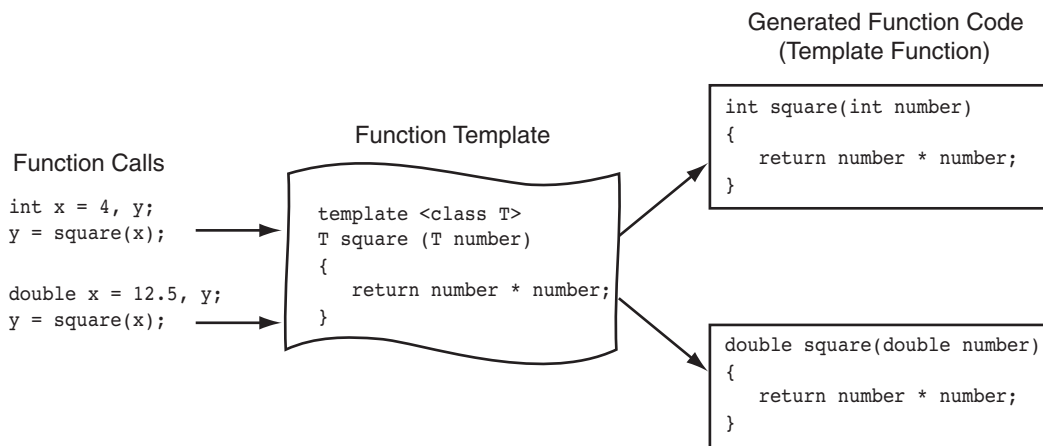 Function Calls
int x = 4, y;
y = square(x);
double x = 12.5, y;
y = square(x);
Function Template
template <class T>
T square (T number)
{
return number * number;
}
Generated Function Code
(Template Function)
int square(int number)
{
return number * number;
}
double square(double number)
{
return number * number;
}